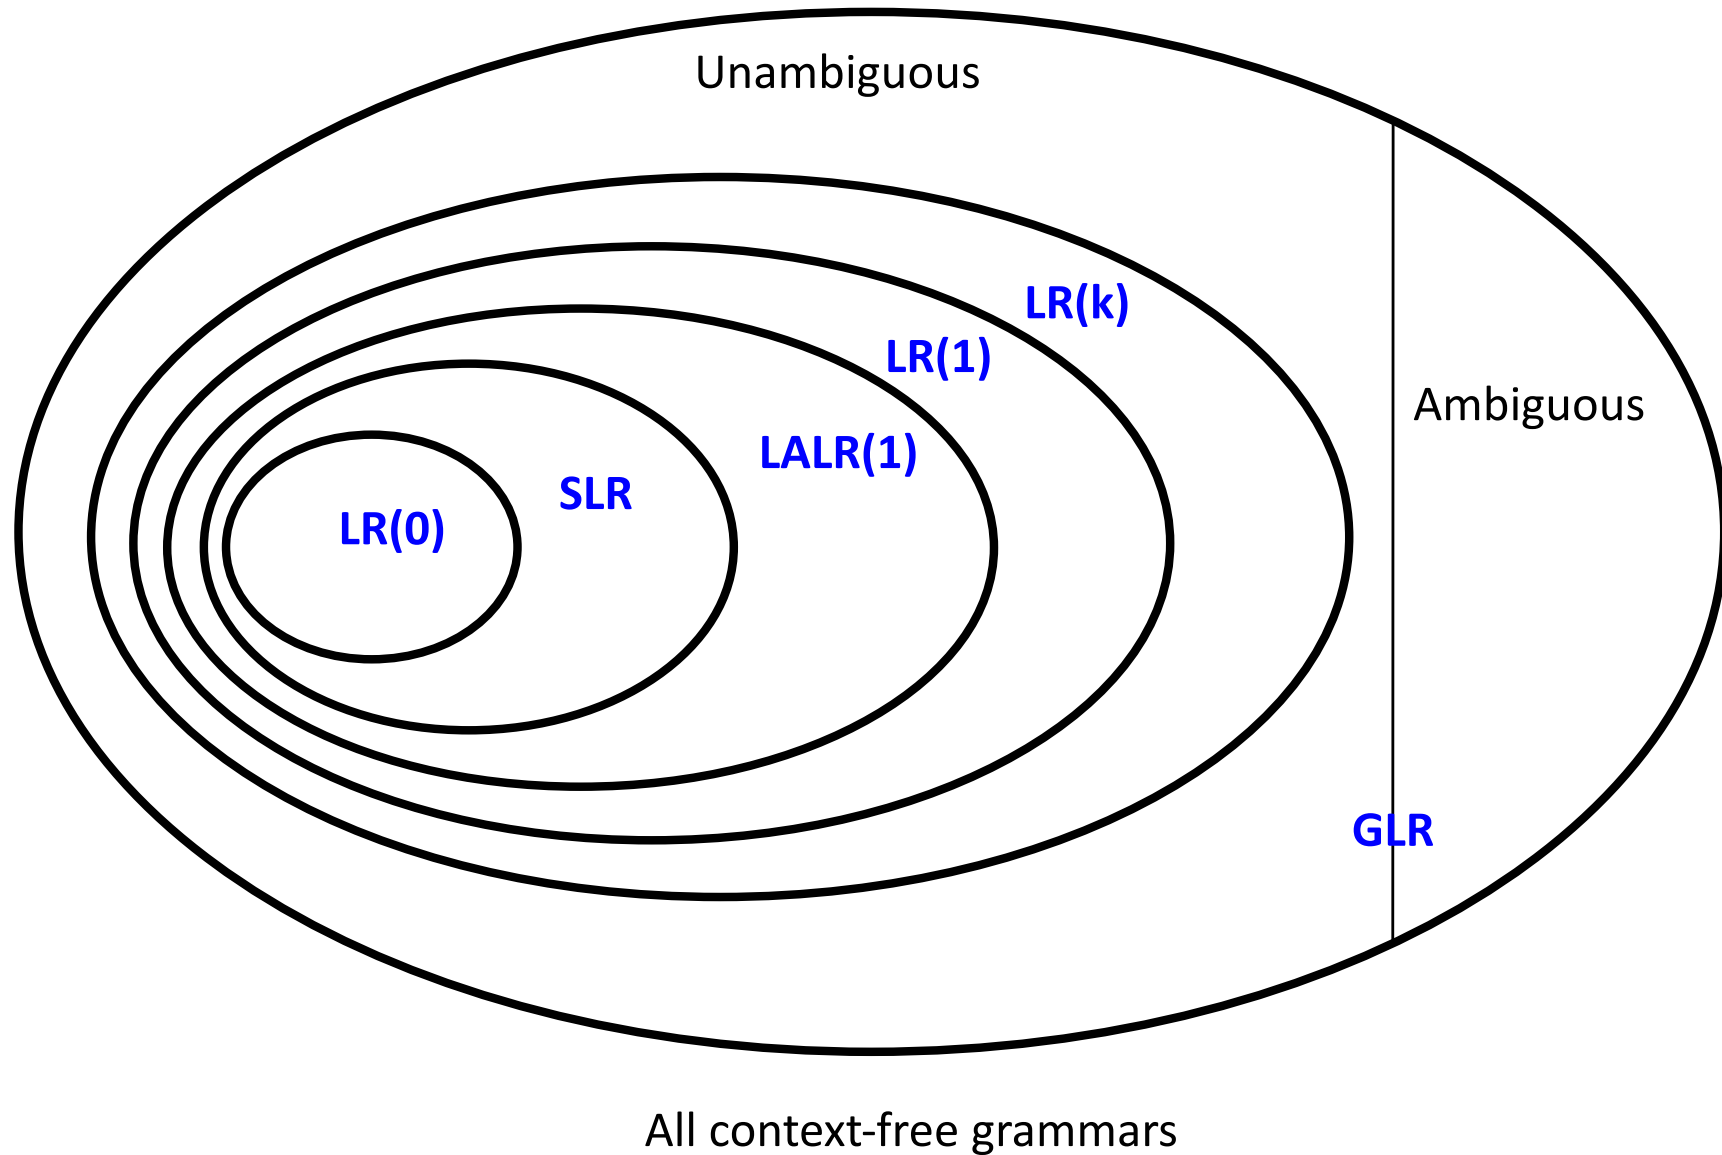 Unambiguous
LR(k)
LR(1)
Ambiguous
LALR(1)
SLR
LR(0)
GLR
All context-free grammars